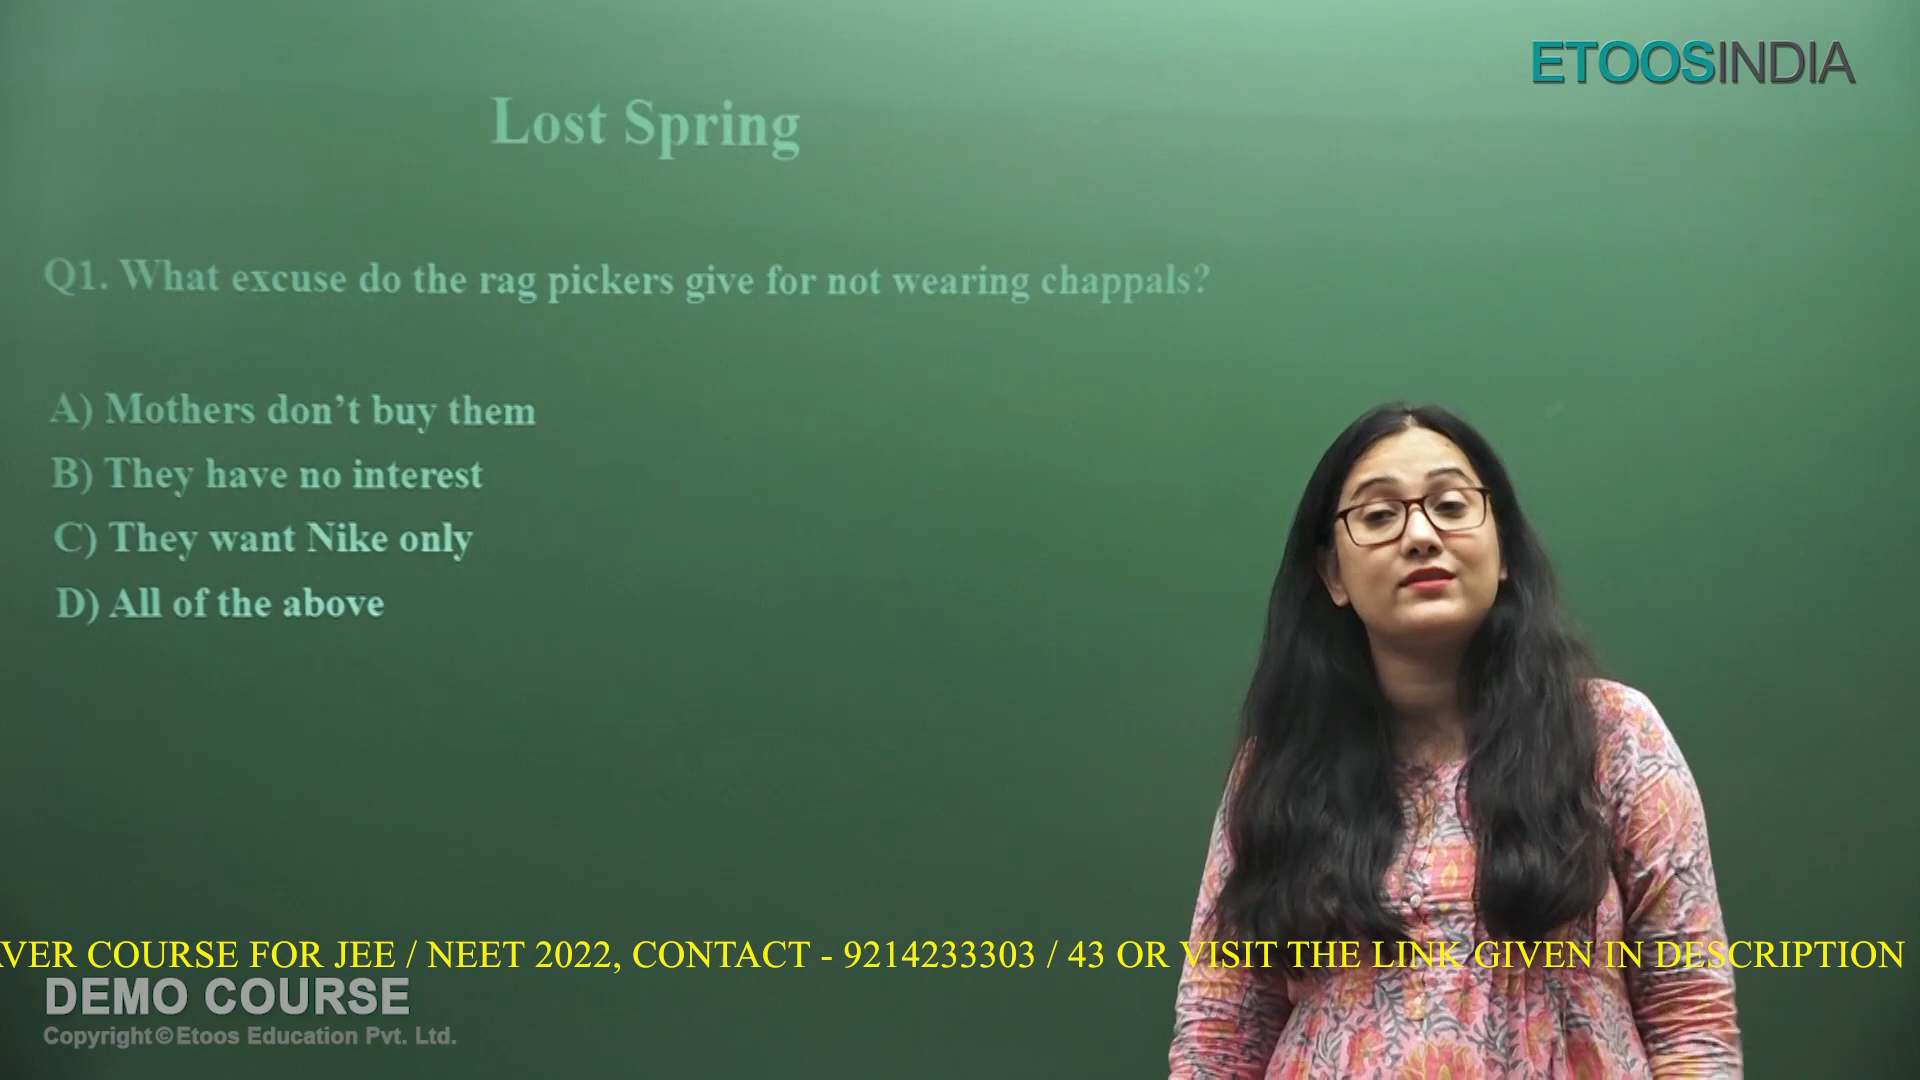 ETOOSINDIA
Lost Spring
Q1. What excuse do the rag pickers give for not wearing chappals?
A) Mothers don’t buy them
B) They have no interest
C) They want Nike only
D) All of the above
COURSE FOR JEE / NEET 2022, CONTACT - 9214233303 / 43 OR VISIT THE LINK GIVEN IN DESCRIPTION
DEMO COURSE
Copyright © Etoos Education Pvt. Ltd.